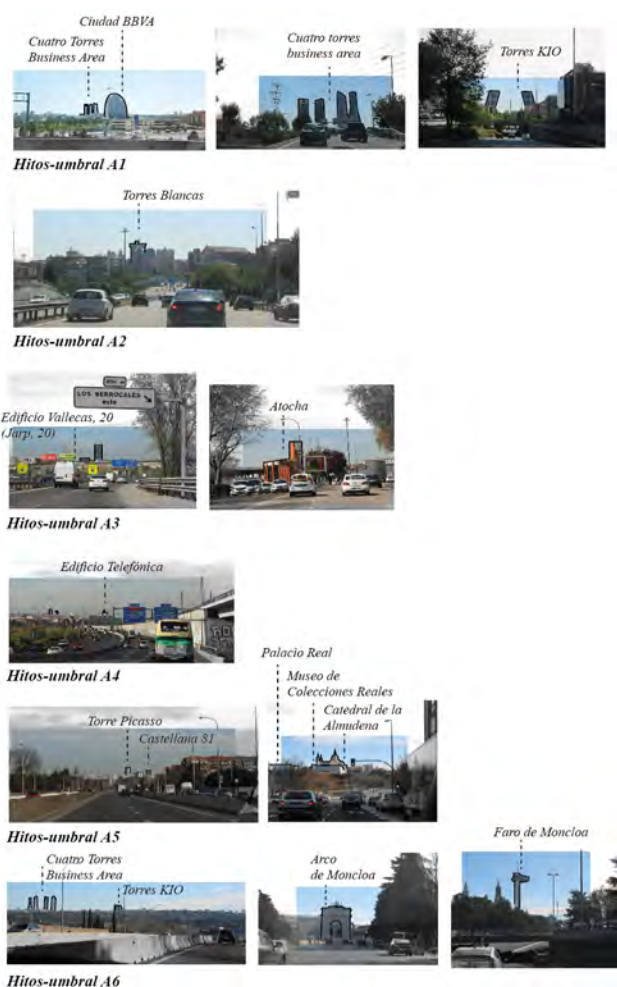 Ciudad BBVA
Cuatro Torres
Business Area
Cuatro torres
business area
Torres KIO
Hitos-umbral A1
Torres Blancas
Hitos-umbral A2
LOS BERROCALES
este
Edificio Vallecas, 20
(Jarp, 20)
Atocha
Hitos-umbral A3
Edificio Telefónica
Hitos-umbral A4
Palacio Real
Museo de
Colecciones Reales
Catedral de la
Almudena
Torre Picasso
Castellana 81
Hitos-umbral A5
Cuatro Torres
Business Area
Torres KIO
Arco
de Moncloa
Faro de Moncloa
Hitos-umbral A6